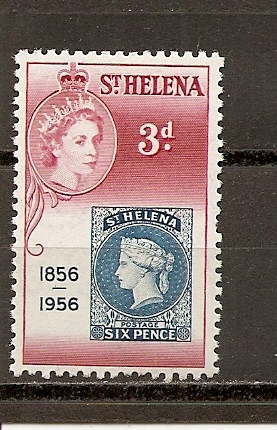 ST HELENA
3d.
1856
–
1956
ST HELENA
POSTAGE
SIX PENCE